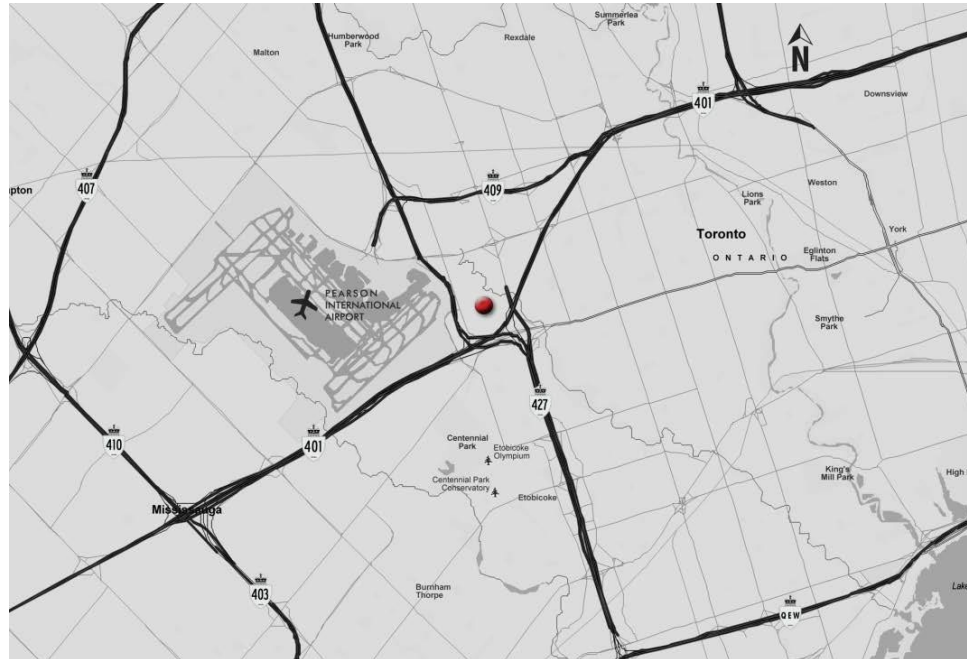 Summerlea
Park
Humberwood
Park
Rexdale
Malton
N
401
Downsview
407
409
Weston
Lions
Park
Toronto
ONTARIO
York
Eglinton
Flats
PEARSON
INTERNATIONAL
AIRPORT
Smythe
Park
427
410
401
Centennial
Park
Etobicoke
Olympium
Centennial Park
Conservatory
Etobicoke
King's
Mill Park
High
Mississauga
403
Burnham
Thorpe
QEW